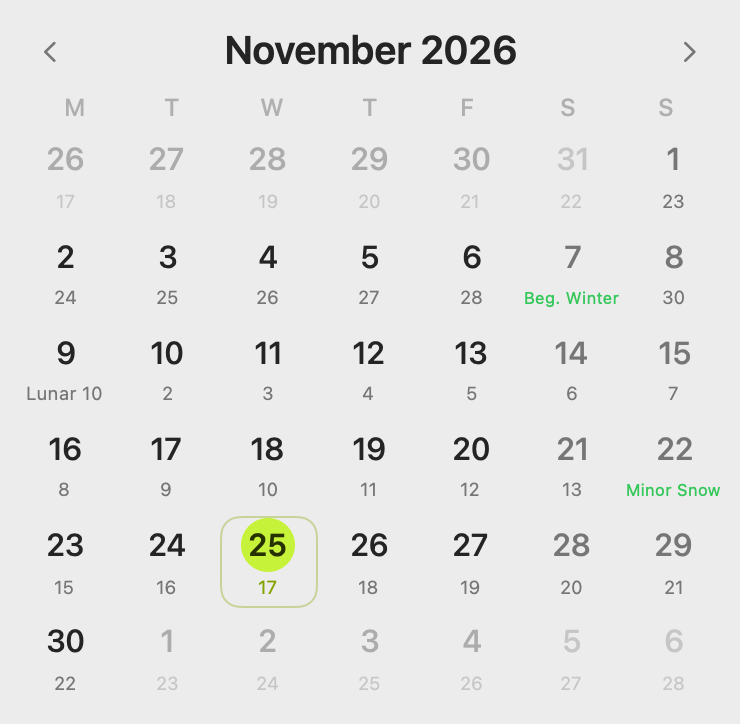 November 2026
M T W T F S S
26 27 28 29 30 31 1
17 18 19 20 21 22 23
2 3 4 5 6 7 8
24 25 26 27 28 Beg. Winter 30
9 10 11 12 13 14 15
Lunar 10 2 3 4 5 6 7
16 17 18 19 20 21 22
8 9 10 11 12 13 Minor Snow
23 24 25 26 27 28 29
15 16 17 18 19 20 21
30 1 2 3 4 5 6
22 23 24 25 26 27 28